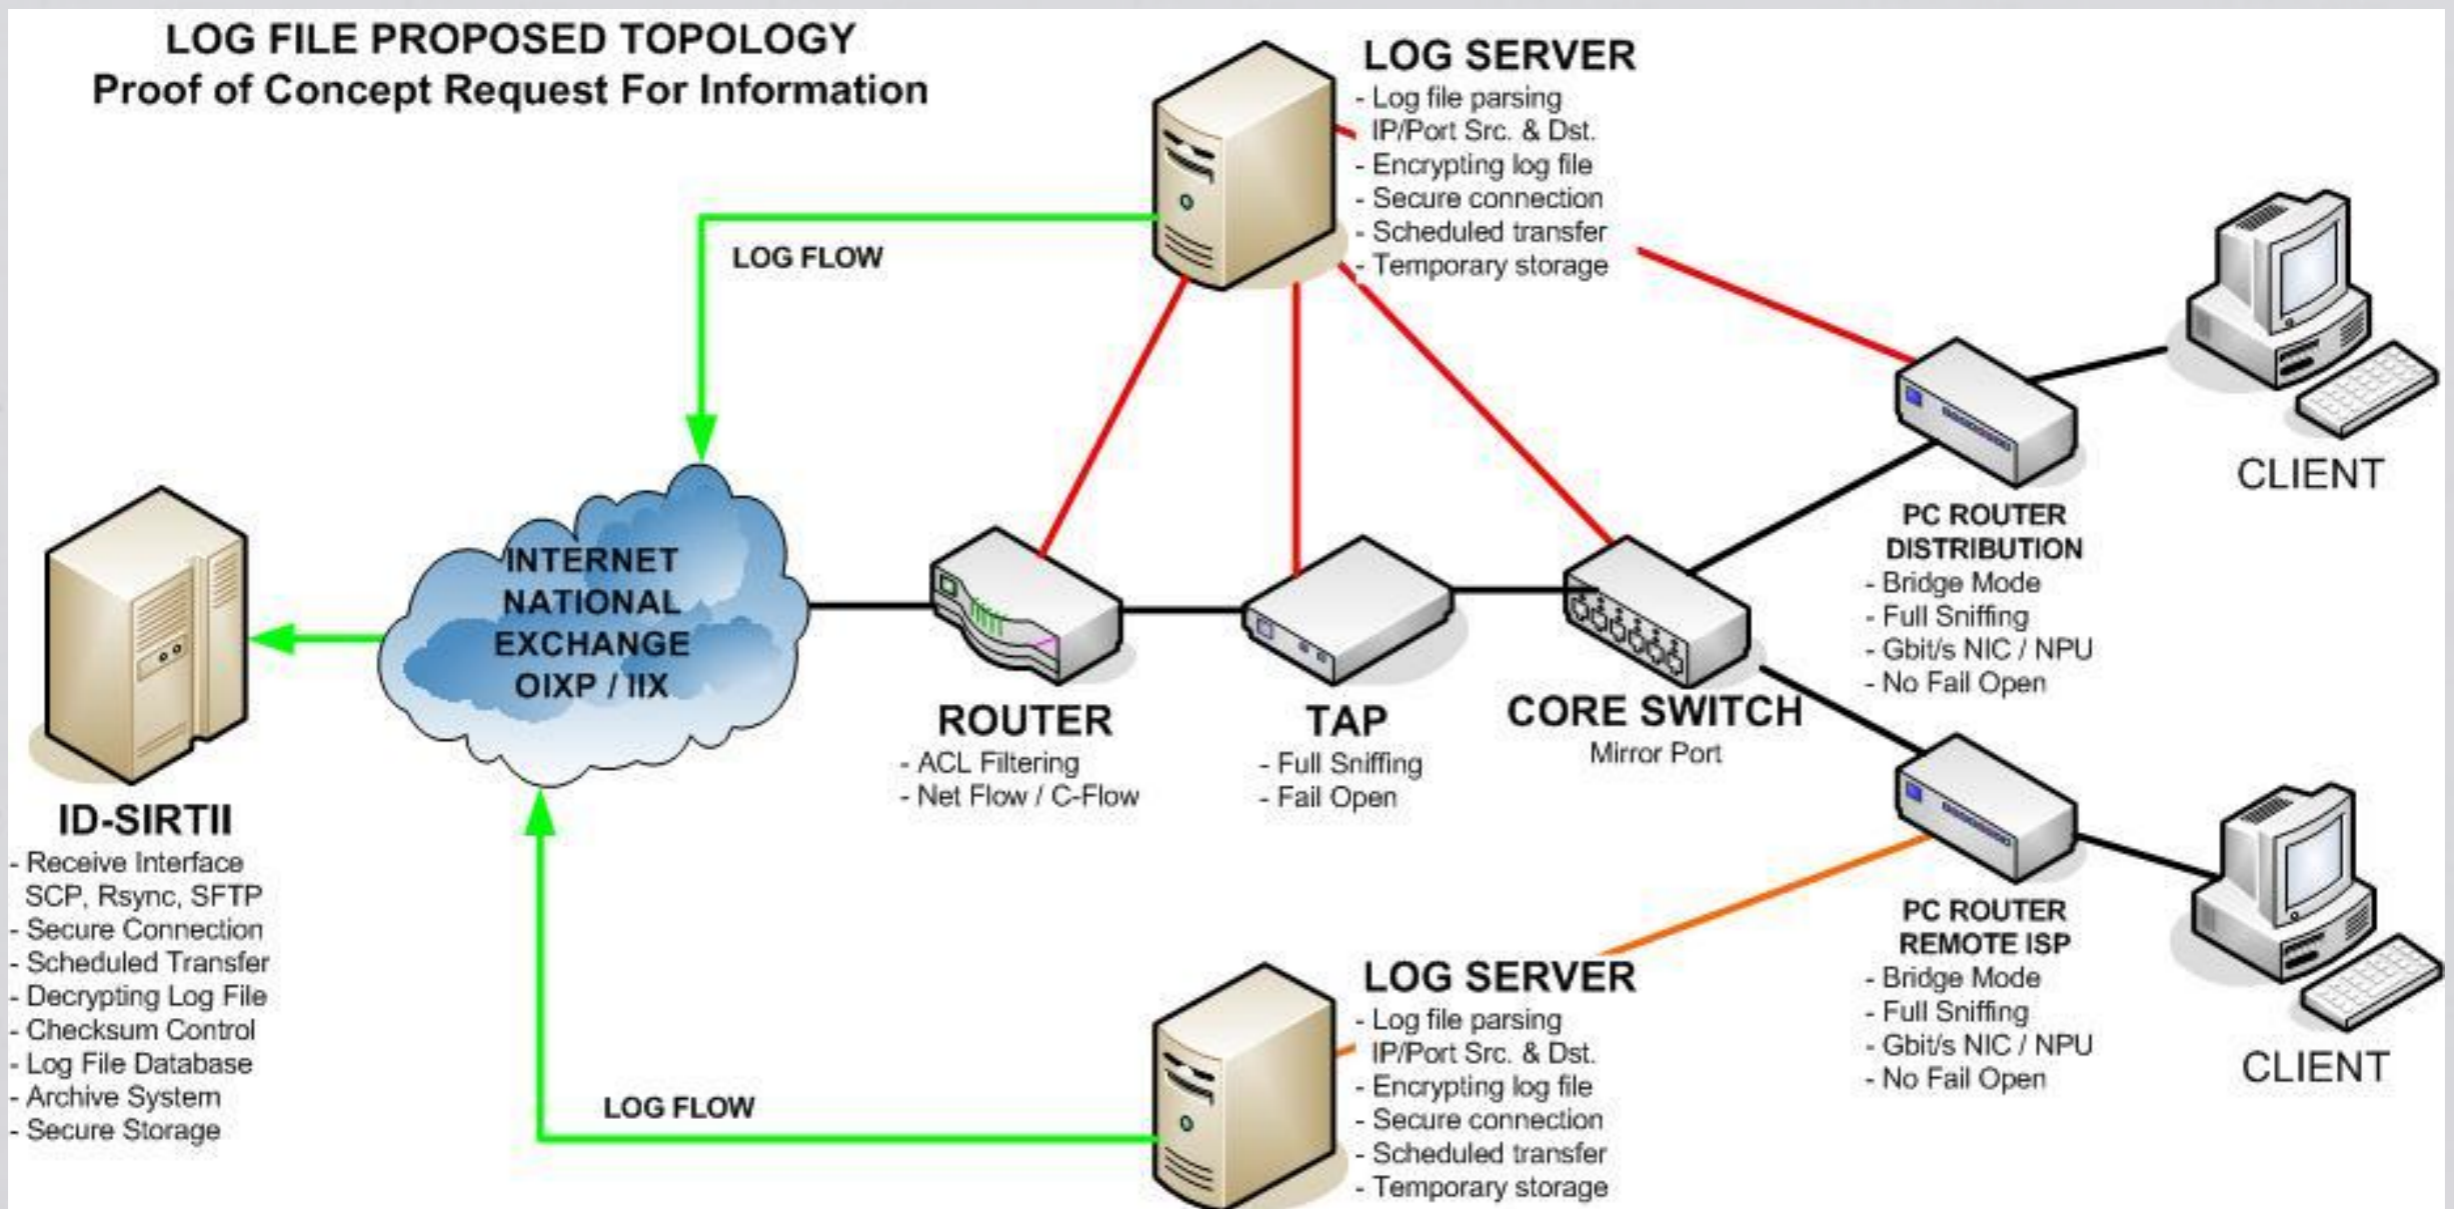 LOG FILE PROPOSED TOPOLOGY
Proof of Concept Request For Information
LOG SERVER
- Log file parsing
IP/Port Src. & Dst.
- Encrypting log file
- Secure connection
- Scheduled transfer
- Temporary storage
LOG FLOW
CLIENT
PC ROUTER
DISTRIBUTION
- Bridge Mode
- Full Sniffing
- Gbit/s NIC / NPU
- No Fail Open
INTERNET
NATIONAL
EXCHANGE
OIXP / IIX
ROUTER
- ACL Filtering
- Net Flow / C-Flow
TAP
- Full Sniffing
- Fail Open
CORE SWITCH
Mirror Port
ID-SIRTII
- Receive Interface
SCP, Rsync, SFTP
- Secure Connection
- Scheduled Transfer
- Decrypting Log File
- Checksum Control
- Log File Database
- Archive System
- Secure Storage
PC ROUTER
REMOTE ISP
- Bridge Mode
- Full Sniffing
- Gbit/s NIC / NPU
- No Fail Open
CLIENT
LOG SERVER
- Log file parsing
IP/Port Src. & Dst.
- Encrypting log file
- Secure connection
- Scheduled transfer
- Temporary storage
LOG FLOW